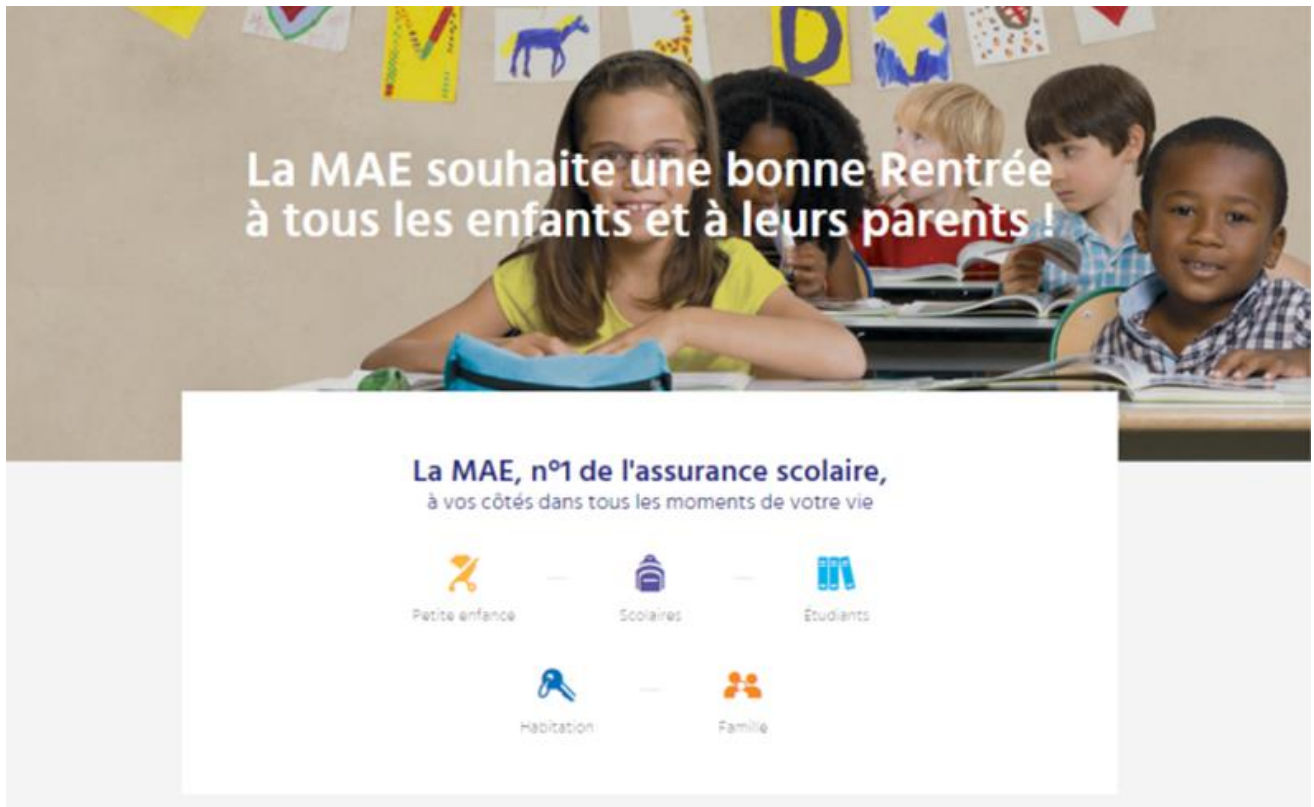 La MAE souhaite une bonne Rentrée
à tous les enfants et à leurs parents !
La MAE, nº1 de l'assurance scolaire,
à vos côtés dans tous les moments de votre vie
Petite enfance
Scolaires
Étudiants
Habitation
Famille